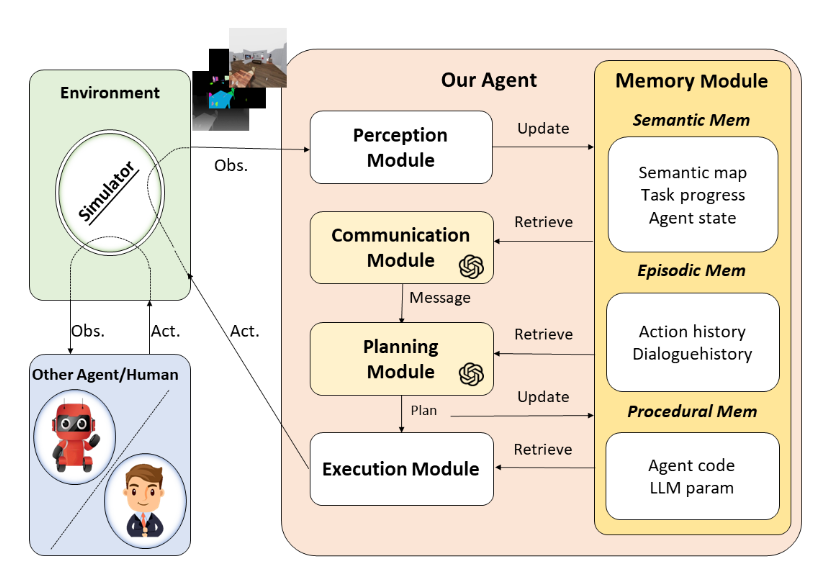 Environment
Simulator
Obs.
Act.
Other Agent/Human
Obs.
Act.
Our Agent
Perception
Module
Update
Communication
Module
Retrieve
Message
Planning
Module
Retrieve
Plan
Update
Execution Module
Retrieve
Memory Module
Semantic Mem
Semantic map
Task progress
Agent state
Episodic Mem
Action history
Dialoguehistory
Procedural Mem
Agent code
LLM param